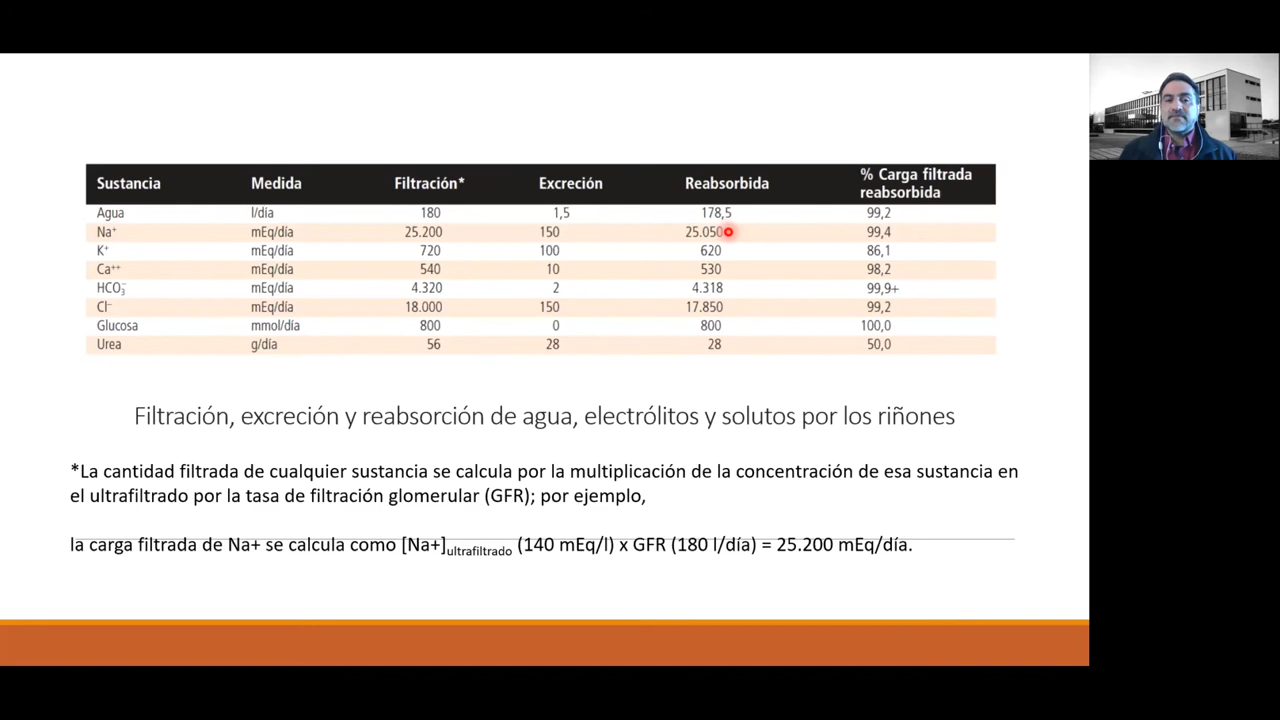 Sustancia Medida Filtración* Excreción Reabsorbida % Carga filtrada reabsorbida
Agua l/día 180 1,5 178,5 99,2
Na⁺ mEq/día 25.200 150 25.050 99,4
K⁺ mEq/día 720 100 620 86,1
Ca⁺⁺ mEq/día 540 10 530 98,2
HCO₃⁻ mEq/día 4.320 2 4.318 99,9+
Cl⁻ mEq/día 18.000 150 17.850 99,2
Glucosa mmol/día 800 0 800 100,0
Urea g/día 56 28 28 50,0
Filtración, excreción y reabsorción de agua, electrólitos y solutos por los riñones
*La cantidad filtrada de cualquier sustancia se calcula por la multiplicación de la concentración de esa sustancia en
el ultrafiltrado por la tasa de filtración glomerular (GFR); por ejemplo,
la carga filtrada de Na+ se calcula como [Na+]ultrafiltrado (140 mEq/l) x GFR (180 l/día) = 25.200 mEq/día.